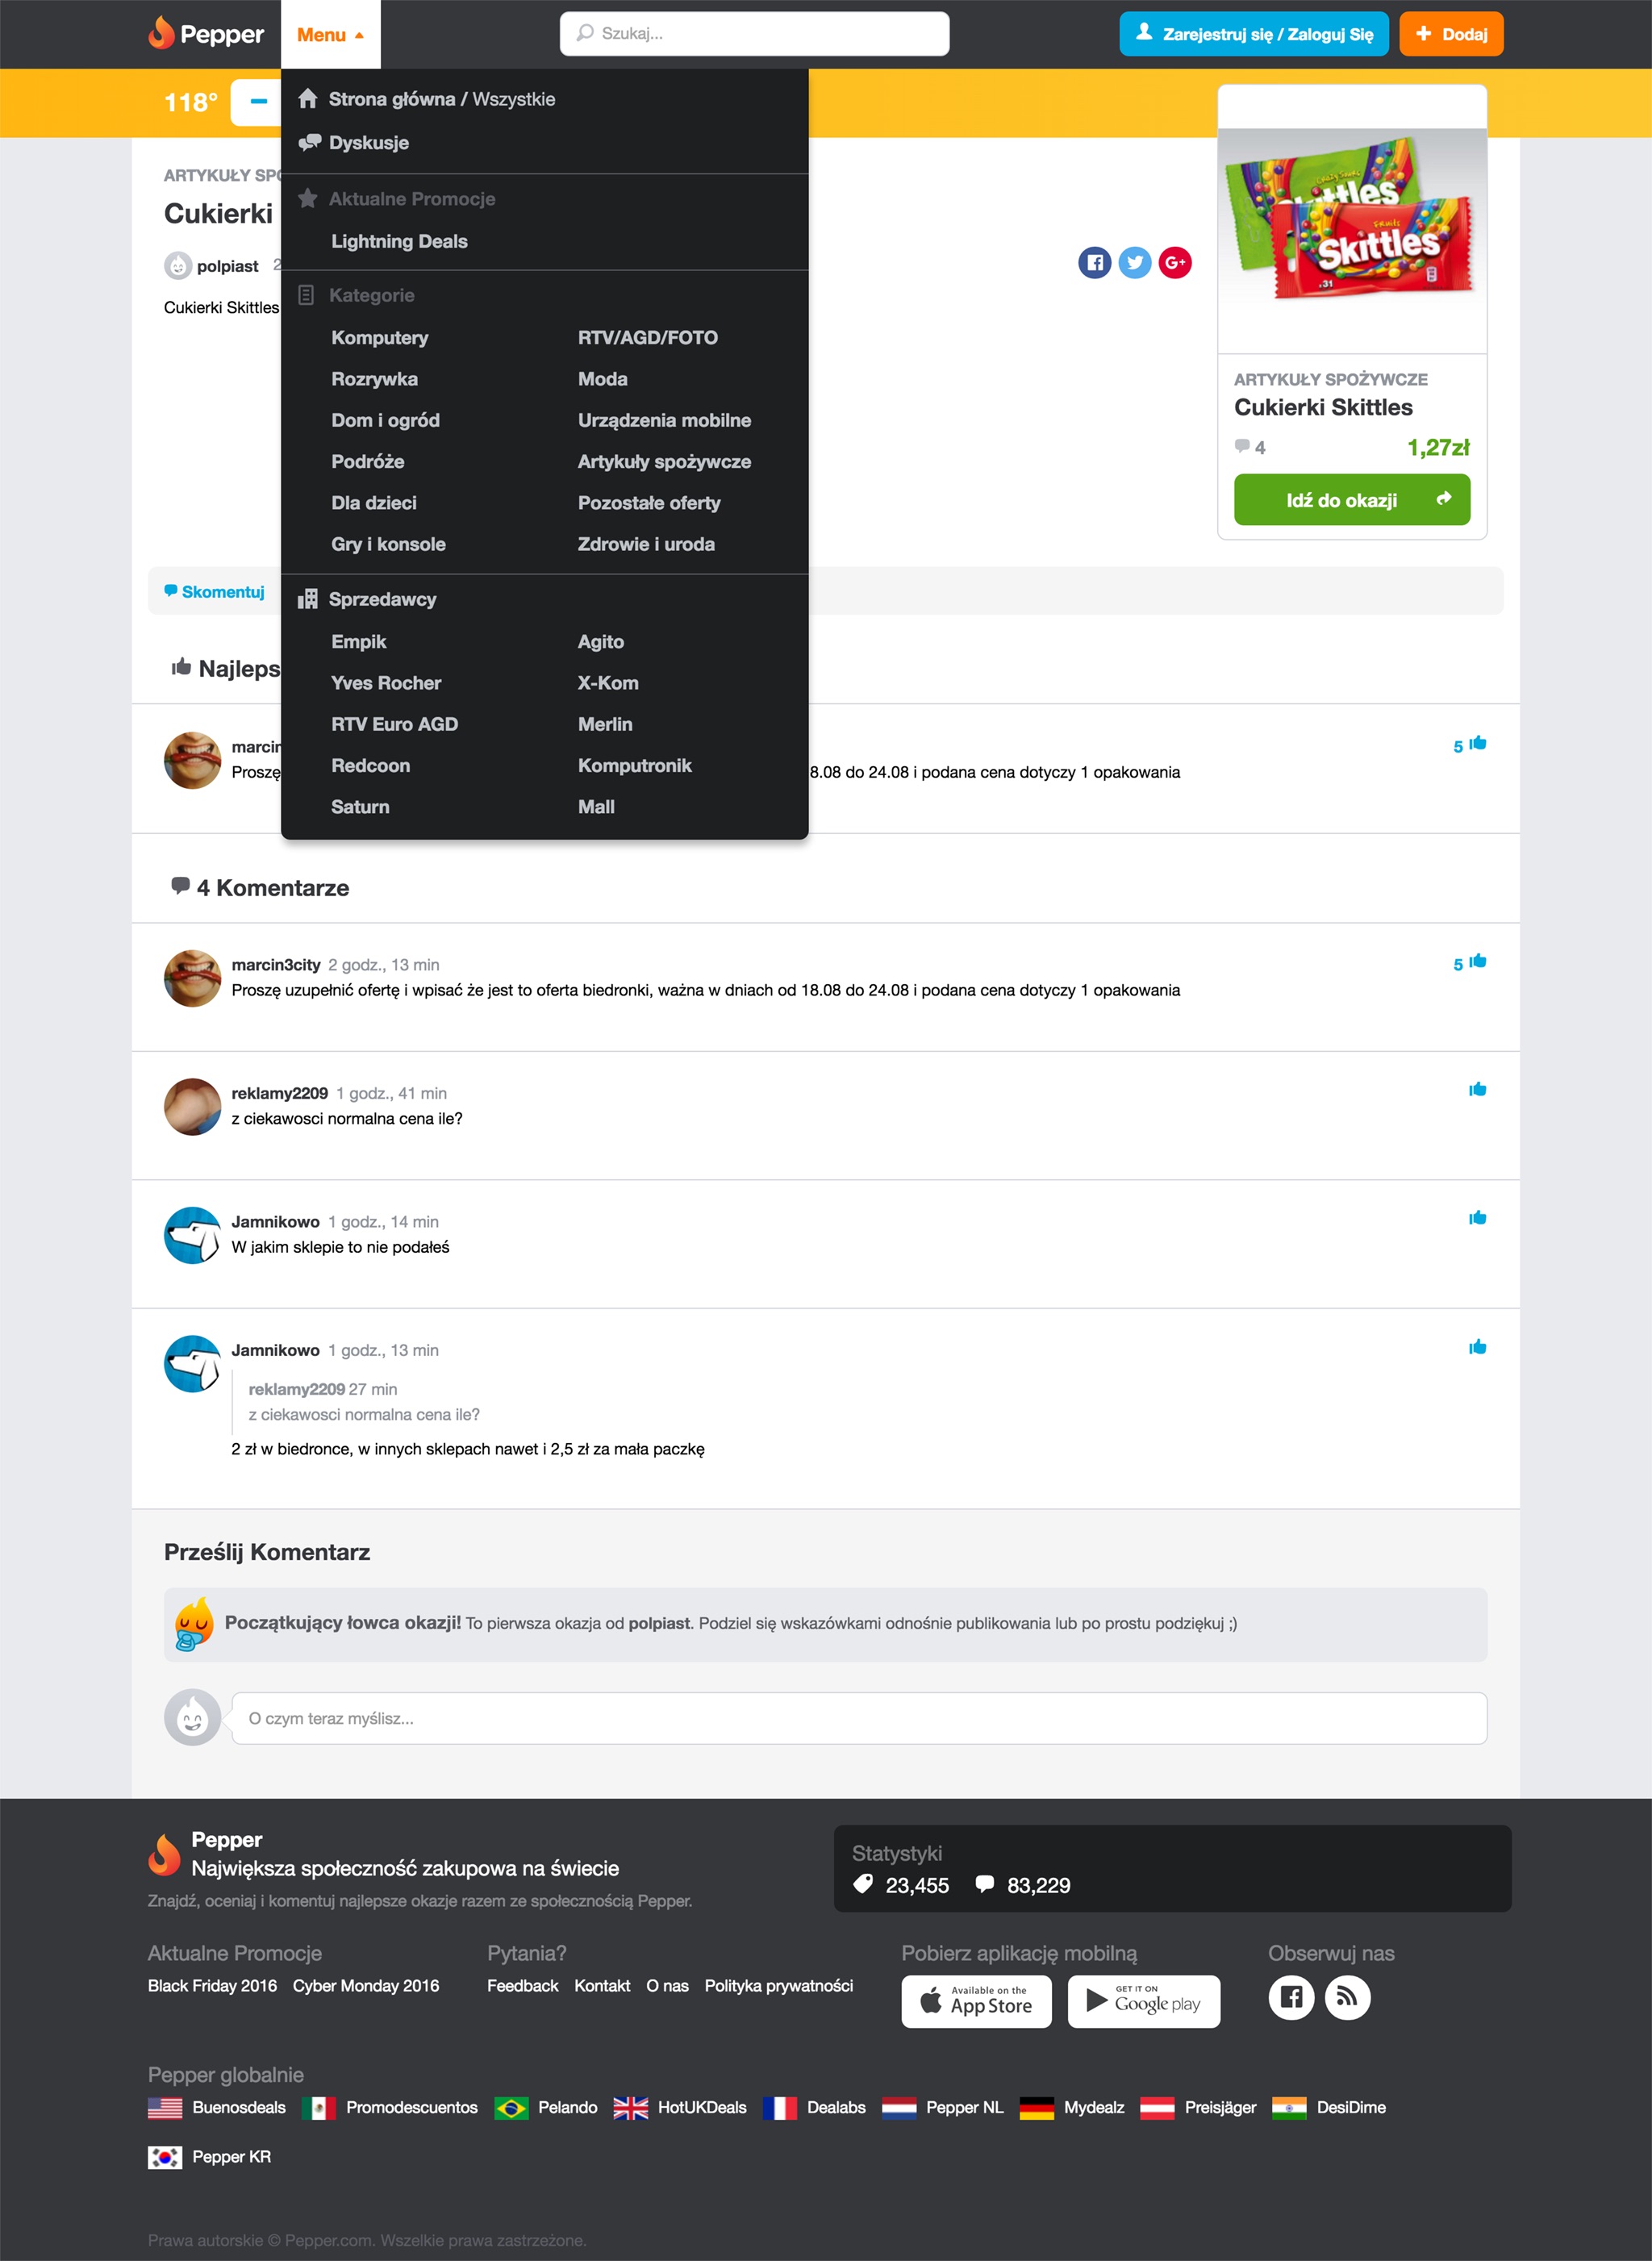 Pepper
Menu
Szukaj...
Zarejestruj się / Zaloguj Się
Dodaj
118°
Strona główna / Wszystkie
Dyskusje
Aktualne Promocje
Lightning Deals
Kategorie
Komputery RTV/AGD/FOTO
Rozrywka Moda
Dom i ogród Urządzenia mobilne
Podróże Artykuły spożywcze
Dla dzieci Pozostałe oferty
Gry i konsole Zdrowie i uroda
Sprzedawcy
Empik Agito
Yves Rocher X-Kom
RTV Euro AGD Merlin
Redcoon Komputronik
Saturn Mall
ARTYKUŁY SPO
Cukierki
polpiast 2
Cukierki Skittles
Skittles
Fruits
Skittles
ARTYKUŁY SPOŻYWCZE
Cukierki Skittles
4 1,27zł
Idź do okazji
Skomentuj
Najleps
marcin 5
Proszę 8.08 do 24.08 i podana cena dotyczy 1 opakowania
4 Komentarze
marcin3city 2 godz., 13 min 5
Proszę uzupełnić ofertę i wpisać że jest to oferta biedronki, ważna w dniach od 18.08 do 24.08 i podana cena dotyczy 1 opakowania
reklamy2209 1 godz., 41 min
z ciekawosci normalna cena ile?
Jamnikowo 1 godz., 14 min
W jakim sklepie to nie podałeś
Jamnikowo 1 godz., 13 min
reklamy2209 27 min
z ciekawosci normalna cena ile?
2 zł w biedronce, w innych sklepach nawet i 2,5 zł za mała paczkę
Prześlij Komentarz
Początkujący łowca okazji! To pierwsza okazja od polpiast. Podziel się wskazówkami odnośnie publikowania lub po prostu podziękuj ;)
O czym teraz myślisz...
Pepper
Największa społeczność zakupowa na świecie
Znajdź, oceniaj i komentuj najlepsze okazje razem ze społecznością Pepper.
Statystyki
23,455 83,229
Aktualne Promocje
Black Friday 2016 Cyber Monday 2016
Pytania?
Feedback Kontakt O nas Polityka prywatności
Pobierz aplikację mobilną
Available on the
App Store
GET IT ON
Google play
Obserwuj nas
Pepper globalnie
Buenosdeals Promodescuentos Pelando HotUKDeals Dealabs Pepper NL Mydealz Preisjäger DesiDime
Pepper KR
Prawa autorskie © Pepper.com. Wszelkie prawa zastrzeżone.